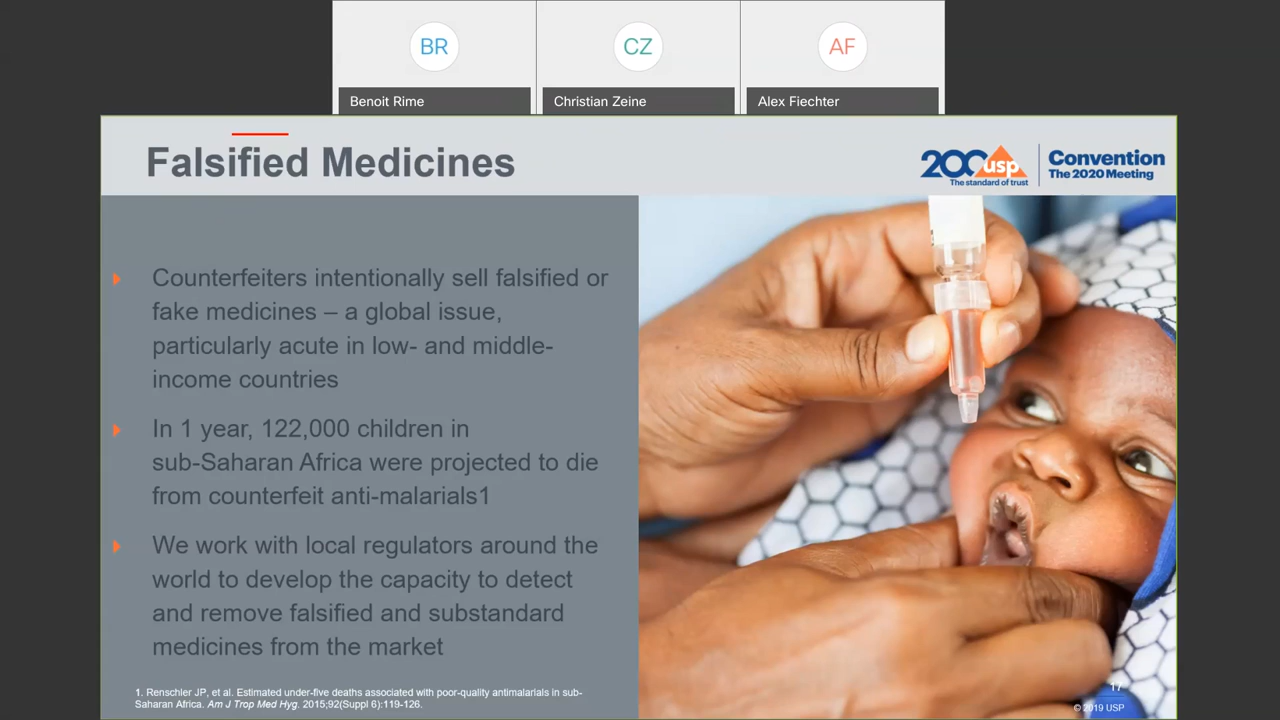 BR
CZ
AF
Benoit Rime
Christian Zeine
Alex Fiechter
Falsified Medicines
200 usp
The standard of trust
Convention
The 2020 Meeting
Counterfeiters intentionally sell falsified or
fake medicines – a global issue,
particularly acute in low- and middle-
income countries
In 1 year, 122,000 children in
sub-Saharan Africa were projected to die
from counterfeit anti-malarials1
We work with local regulators around the
world to develop the capacity to detect
and remove falsified and substandard
medicines from the market
1. Renschler JP, et al. Estimated under-five deaths associated with poor-quality antimalarials in sub-
Saharan Africa. Am J Trop Med Hyg. 2015;92(Suppl 6):119-126.
17
© 2019 USP